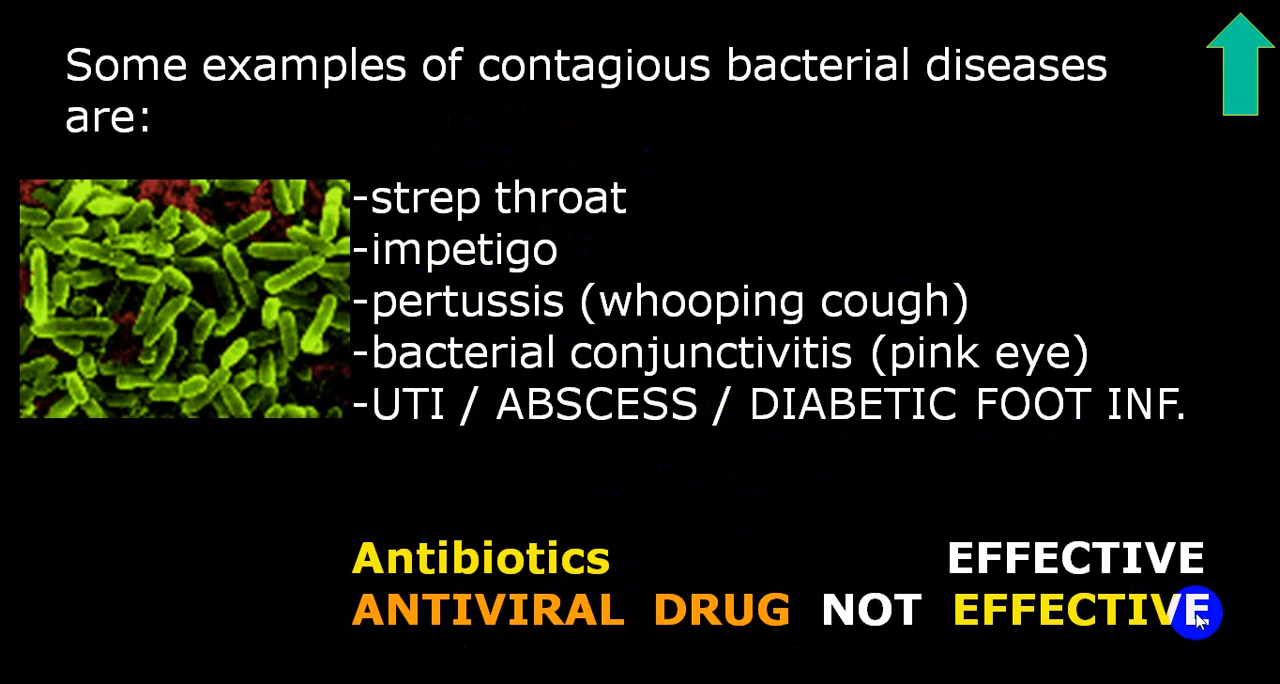 Some examples of contagious bacterial diseases
are:
-strep throat
-impetigo
-pertussis (whooping cough)
-bacterial conjunctivitis (pink eye)
-UTI / ABSCESS / DIABETIC FOOT INF.
Antibiotics EFFECTIVE
ANTIVIRAL DRUG NOT EFFECTIVE